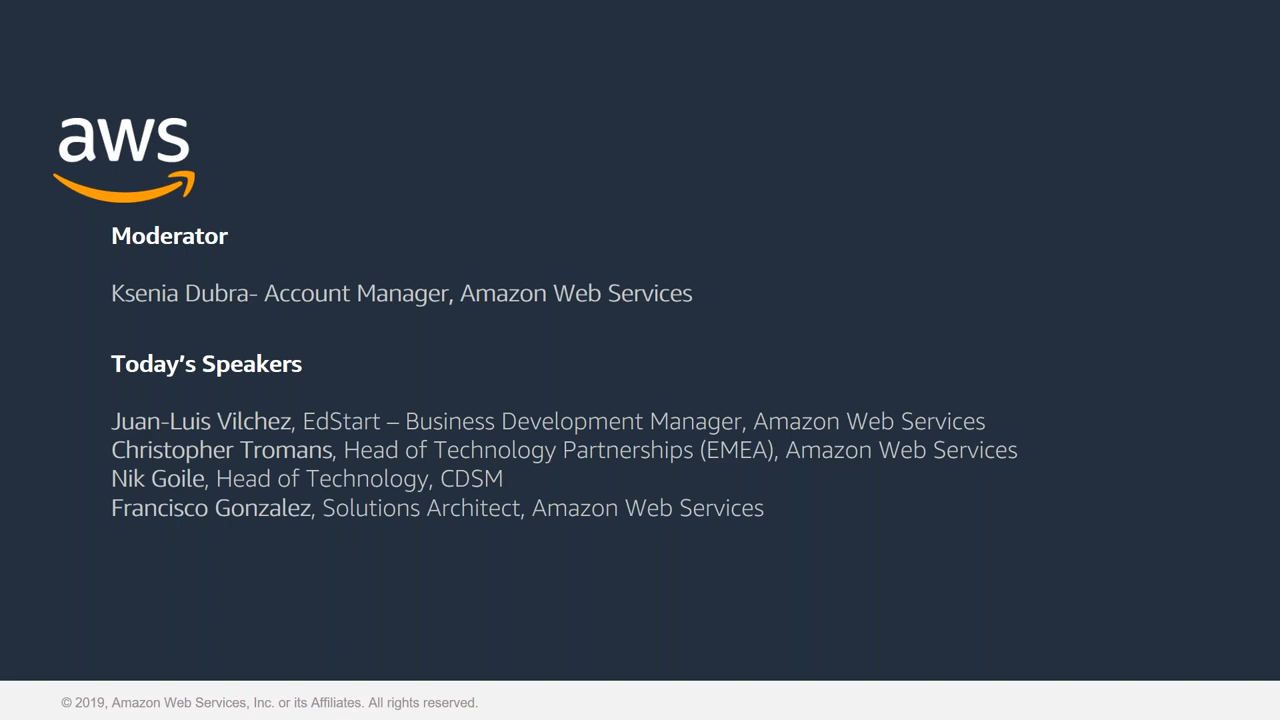 aws
Moderator
Ksenia Dubra- Account Manager, Amazon Web Services
Today's Speakers
Juan-Luis Vilchez, EdStart – Business Development Manager, Amazon Web Services
Christopher Tromans, Head of Technology Partnerships (EMEA), Amazon Web Services
Nik Goile, Head of Technology, CDSM
Francisco Gonzalez, Solutions Architect, Amazon Web Services
© 2019, Amazon Web Services, Inc. or its Affiliates. All rights reserved.